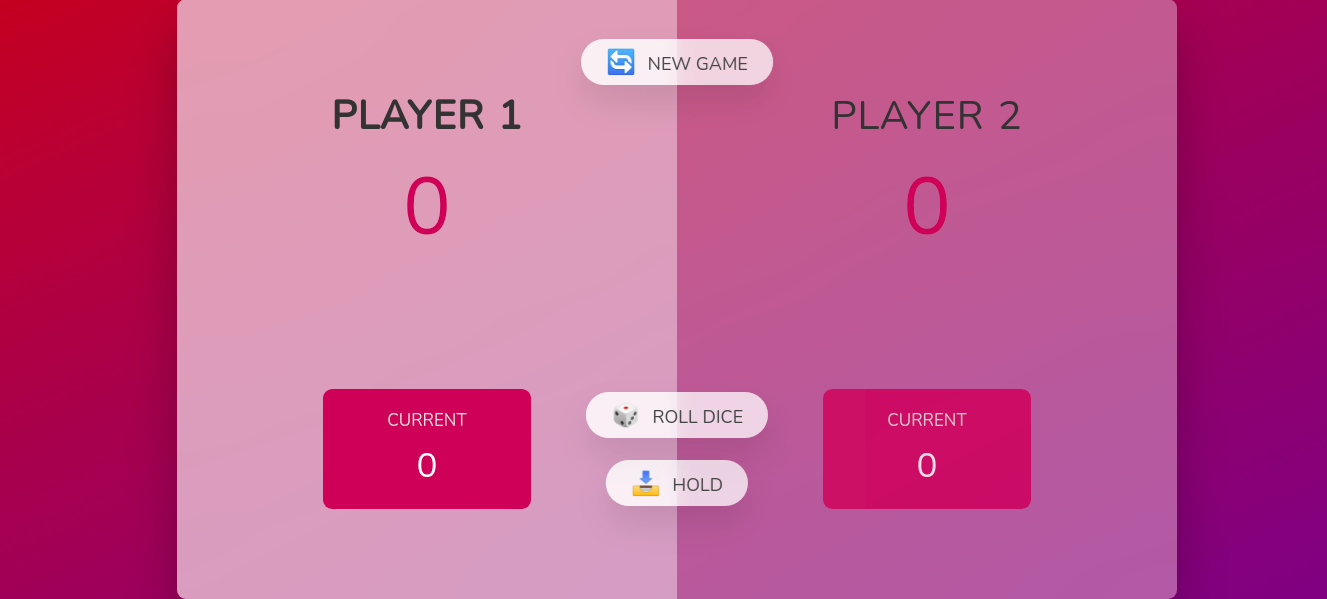 NEW GAME
PLAYER 1
0
CURRENT
0
PLAYER 2
0
CURRENT
0
ROLL DICE
HOLD